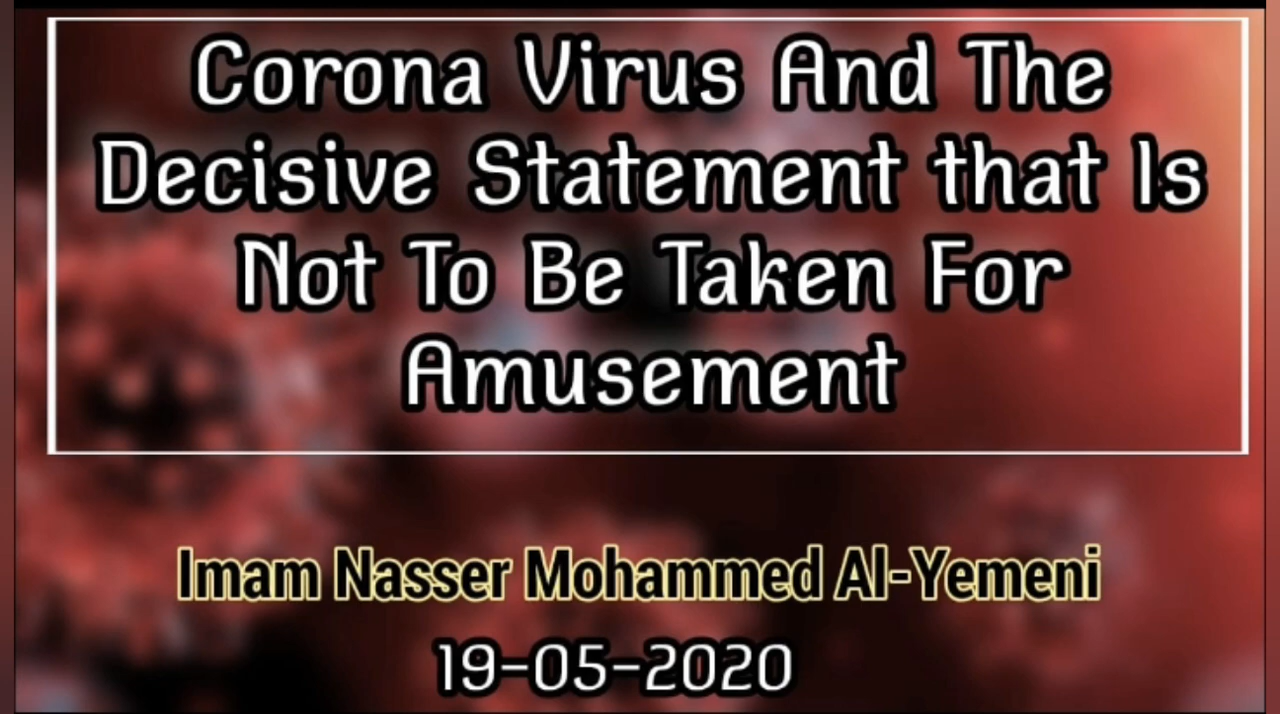 Corona Virus And The
Decisive Statement that Is
Not To Be Taken For
Amusement
Imam Nasser Mohammed Al-Yemeni
19-05-2020